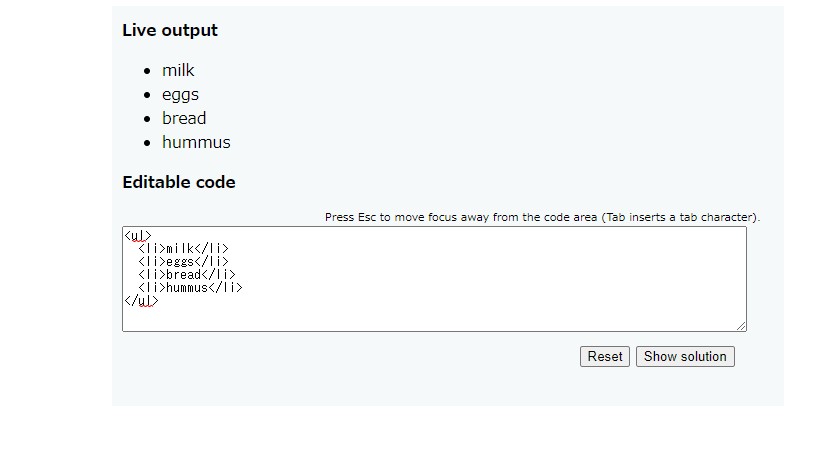 Live output
• milk
• eggs
• bread
• hummus
Editable code
Press Esc to move focus away from the code area (Tab inserts a tab character).
<ul>
  <li>milk</li>
  <li>eggs</li>
  <li>bread</li>
  <li>hummus</li>
</ul>
Reset Show solution